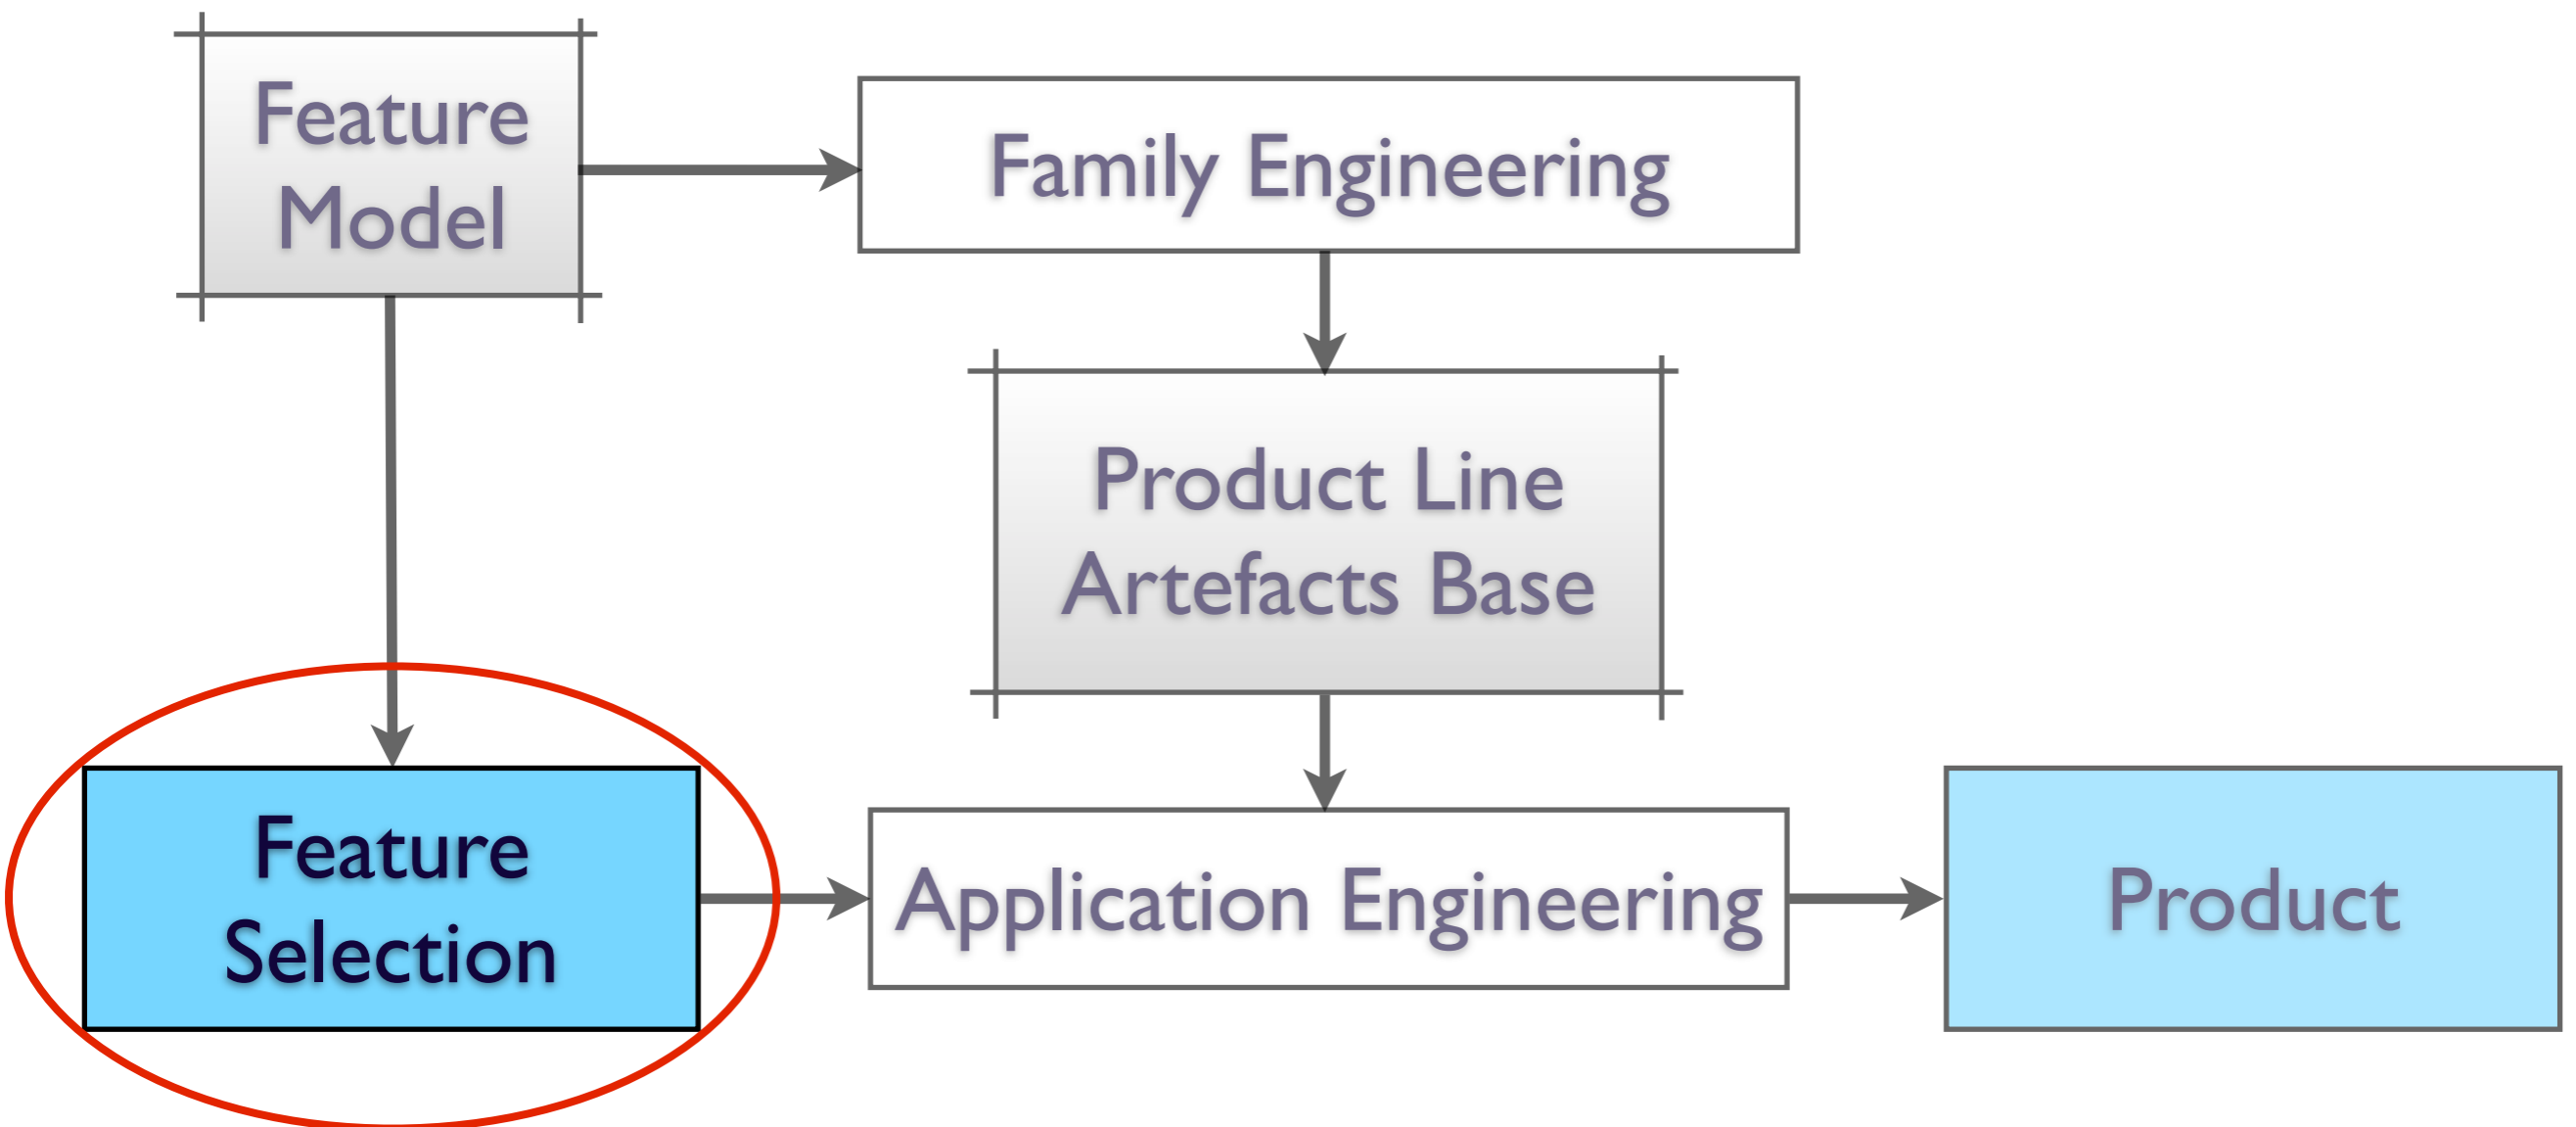 Feature
Model
Family Engineering
Product Line
Artefacts Base
Feature
Selection
Application Engineering
Product